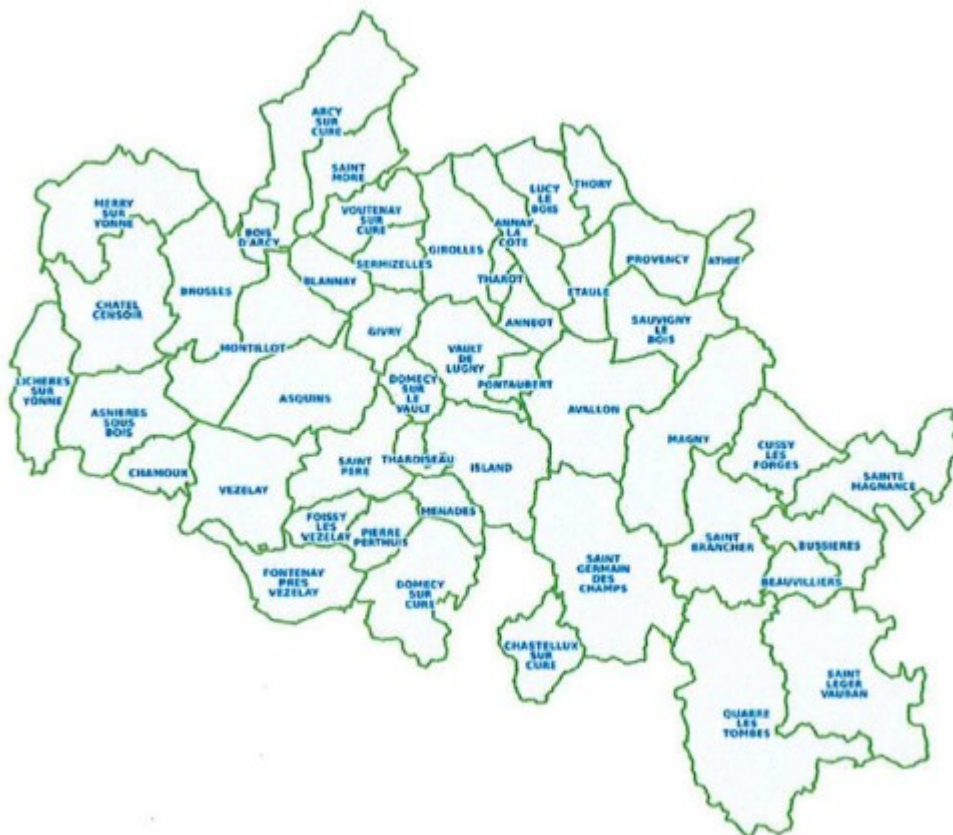 ARCY
SUR
CURE
SAINT
MORE
MERRY
SUR
YONNE
BOIS
D'ARCY
VOUTENAY
SUR
CURE
SERMIZELLES
GIROLLES
ANNAY
LA
COTE
LUCY
LE
BOIS
THORY
PROVENCY
ATHIE
THAROT
ETAULE
BROSSES
BLANNAY
CHATEL
CENSOIR
GIVRY
ANNEOT
SAUVIGNY
LE
BOIS
MONTILLOT
VAULT
DE
LUGNY
PONTAUBERT
LICHERES
SUR
YONNE
ASNIERES
SOUS
BOIS
ASQUINS
DOMECY
SUR
LE
VAULT
AVALLON
MAGNY
CUSSY
LES
FORGES
SAINTE
MAGNANCE
CHAMOUX
VEZELAY
SAINT
PERE
THAROISEAU
ISLAND
MENADES
FOISSY
LES
VEZELAY
PIERRE
PERTHUIS
SAINT
BRANCHER
BUSSIERES
BEAUVILLIERS
FONTENAY
PRES
VEZELAY
DOMECY
SUR
CURE
SAINT
GERMAIN
DES
CHAMPS
CHASTELLUX
SUR
CURE
QUARRE
LES
TOMBES
SAINT
LEGER
VAUBAN